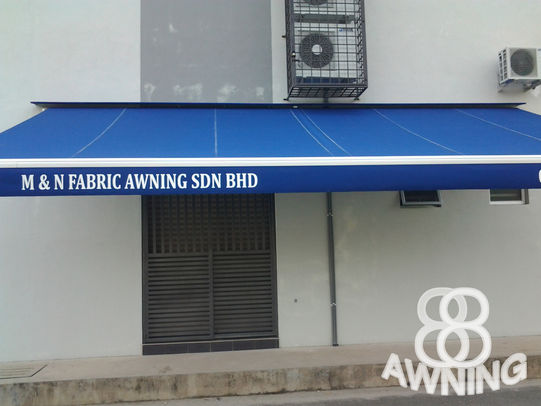 M & N FABRIC AWNING SDN BHD
88
AWNING